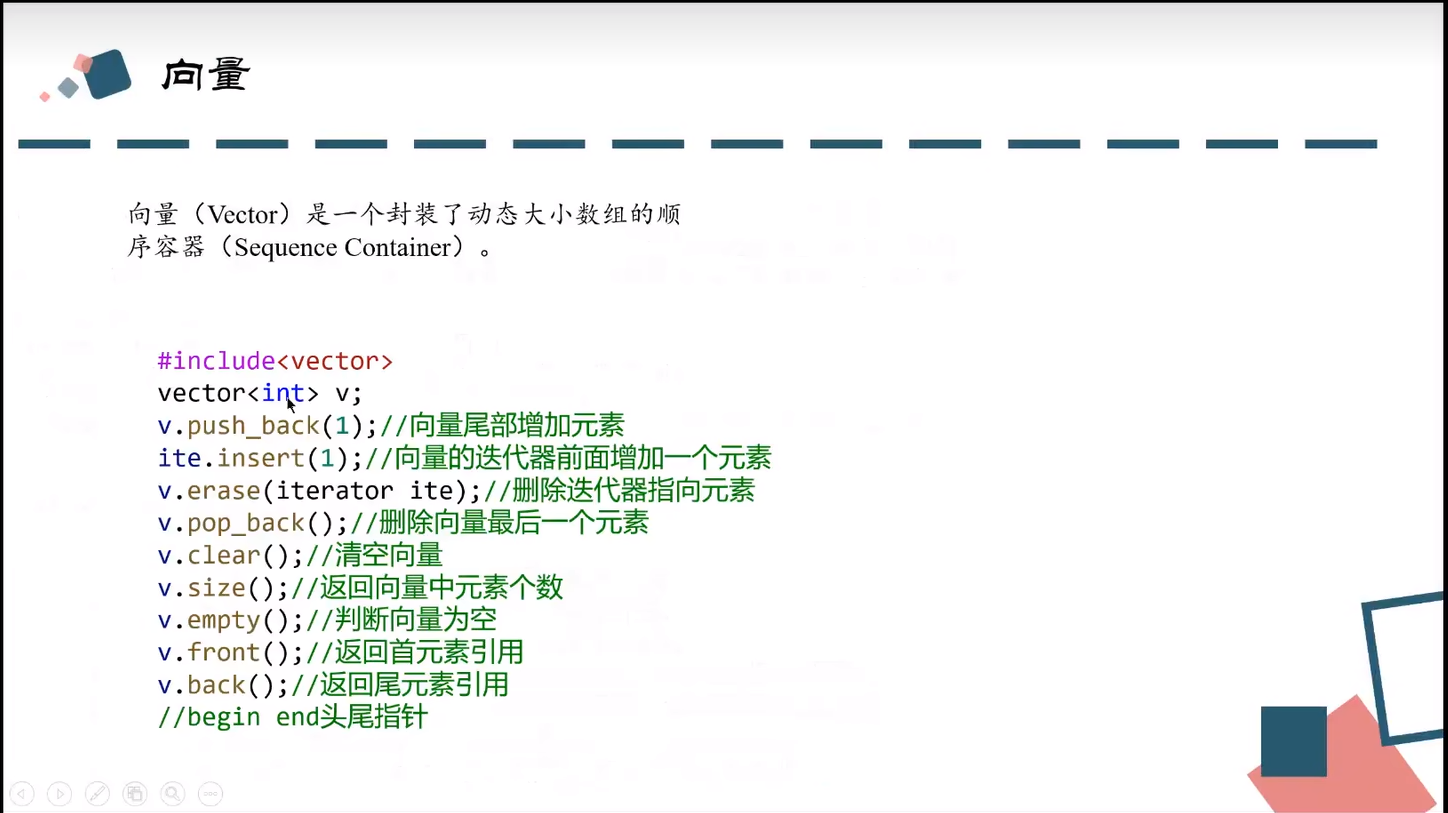 向量
向量（Vector）是一个封装了动态大小数组的顺
序容器（Sequence Container）。
#include<vector>
vector<int> v;
v.push_back(1);//向量尾部增加元素
ite.insert(1);//向量的迭代器前面增加一个元素
v.erase(iterator ite);//删除迭代器指向元素
v.pop_back();//删除向量最后一个元素
v.clear();//清空向量
v.size();//返回向量中元素个数
v.empty();//判断向量为空
v.front();//返回首元素引用
v.back();//返回尾元素引用
//begin end头尾指针